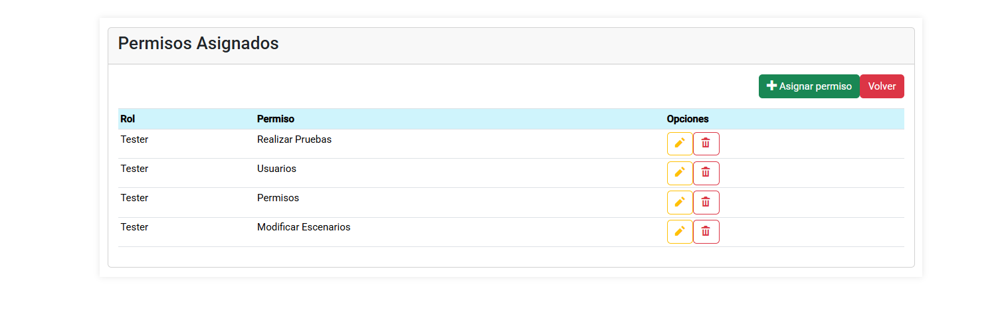 Permisos Asignados
Asignar permiso Volver
Rol Permiso Opciones
Tester Realizar Pruebas
Tester Usuarios
Tester Permisos
Tester Modificar Escenarios